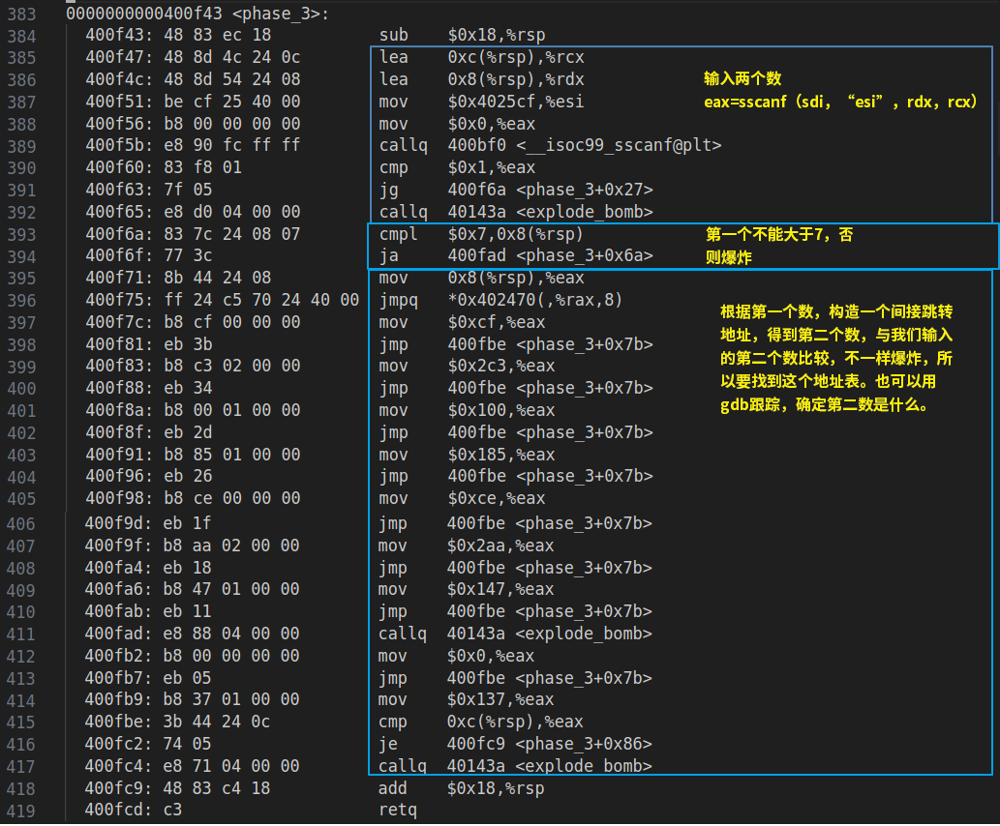 383 0000000000400f43 <phase_3>:
384 400f43: 48 83 ec 18 sub $0x18,%rsp
385 400f47: 48 8d 4c 24 0c lea 0xc(%rsp),%rcx
386 400f4c: 48 8d 54 24 08 lea 0x8(%rsp),%rdx 输入两个数
387 400f51: be cf 25 40 00 mov $0x4025cf,%esi eax=sscanf（sdi，“esi”，rdx，rcx）
388 400f56: b8 00 00 00 00 mov $0x0,%eax
389 400f5b: e8 90 fc ff ff callq 400bf0 <__isoc99_sscanf@plt>
390 400f60: 83 f8 01 cmp $0x1,%eax
391 400f63: 7f 05 jg 400f6a <phase_3+0x27>
392 400f65: e8 d0 04 00 00 callq 40143a <explode_bomb>
393 400f6a: 83 7c 24 08 07 cmpl $0x7,0x8(%rsp) 第一个不能大于7，否
394 400f6f: 77 3c ja 400fad <phase_3+0x6a> 则爆炸
395 400f71: 8b 44 24 08 mov 0x8(%rsp),%eax
396 400f75: ff 24 c5 70 24 40 00 jmpq *0x402470(,%rax,8)
397 400f7c: b8 cf 00 00 00 mov $0xcf,%eax 根据第一个数，构造一个间接跳转
398 400f81: eb 3b jmp 400fbe <phase_3+0x7b> 地址，得到第二个数，与我们输入
399 400f83: b8 c3 02 00 00 mov $0x2c3,%eax 的第二个数比较，不一样爆炸，所
400 400f88: eb 34 jmp 400fbe <phase_3+0x7b> 以要找到这个地址表。也可以用
401 400f8a: b8 00 01 00 00 mov $0x100,%eax gdb跟踪，确定第二数是什么。
402 400f8f: eb 2d jmp 400fbe <phase_3+0x7b>
403 400f91: b8 85 01 00 00 mov $0x185,%eax
404 400f96: eb 26 jmp 400fbe <phase_3+0x7b>
405 400f98: b8 ce 00 00 00 mov $0xce,%eax
406 400f9d: eb 1f jmp 400fbe <phase_3+0x7b>
407 400f9f: b8 aa 02 00 00 mov $0x2aa,%eax
408 400fa4: eb 18 jmp 400fbe <phase_3+0x7b>
409 400fa6: b8 47 01 00 00 mov $0x147,%eax
410 400fab: eb 11 jmp 400fbe <phase_3+0x7b>
411 400fad: e8 88 04 00 00 callq 40143a <explode_bomb>
412 400fb2: b8 00 00 00 00 mov $0x0,%eax
413 400fb7: eb 05 jmp 400fbe <phase_3+0x7b>
414 400fb9: b8 37 01 00 00 mov $0x137,%eax
415 400fbe: 3b 44 24 0c cmp 0xc(%rsp),%eax
416 400fc2: 74 05 je 400fc9 <phase_3+0x86>
417 400fc4: e8 71 04 00 00 callq 40143a <explode_bomb>
418 400fc9: 48 83 c4 18 add $0x18,%rsp
419 400fcd: c3 retq